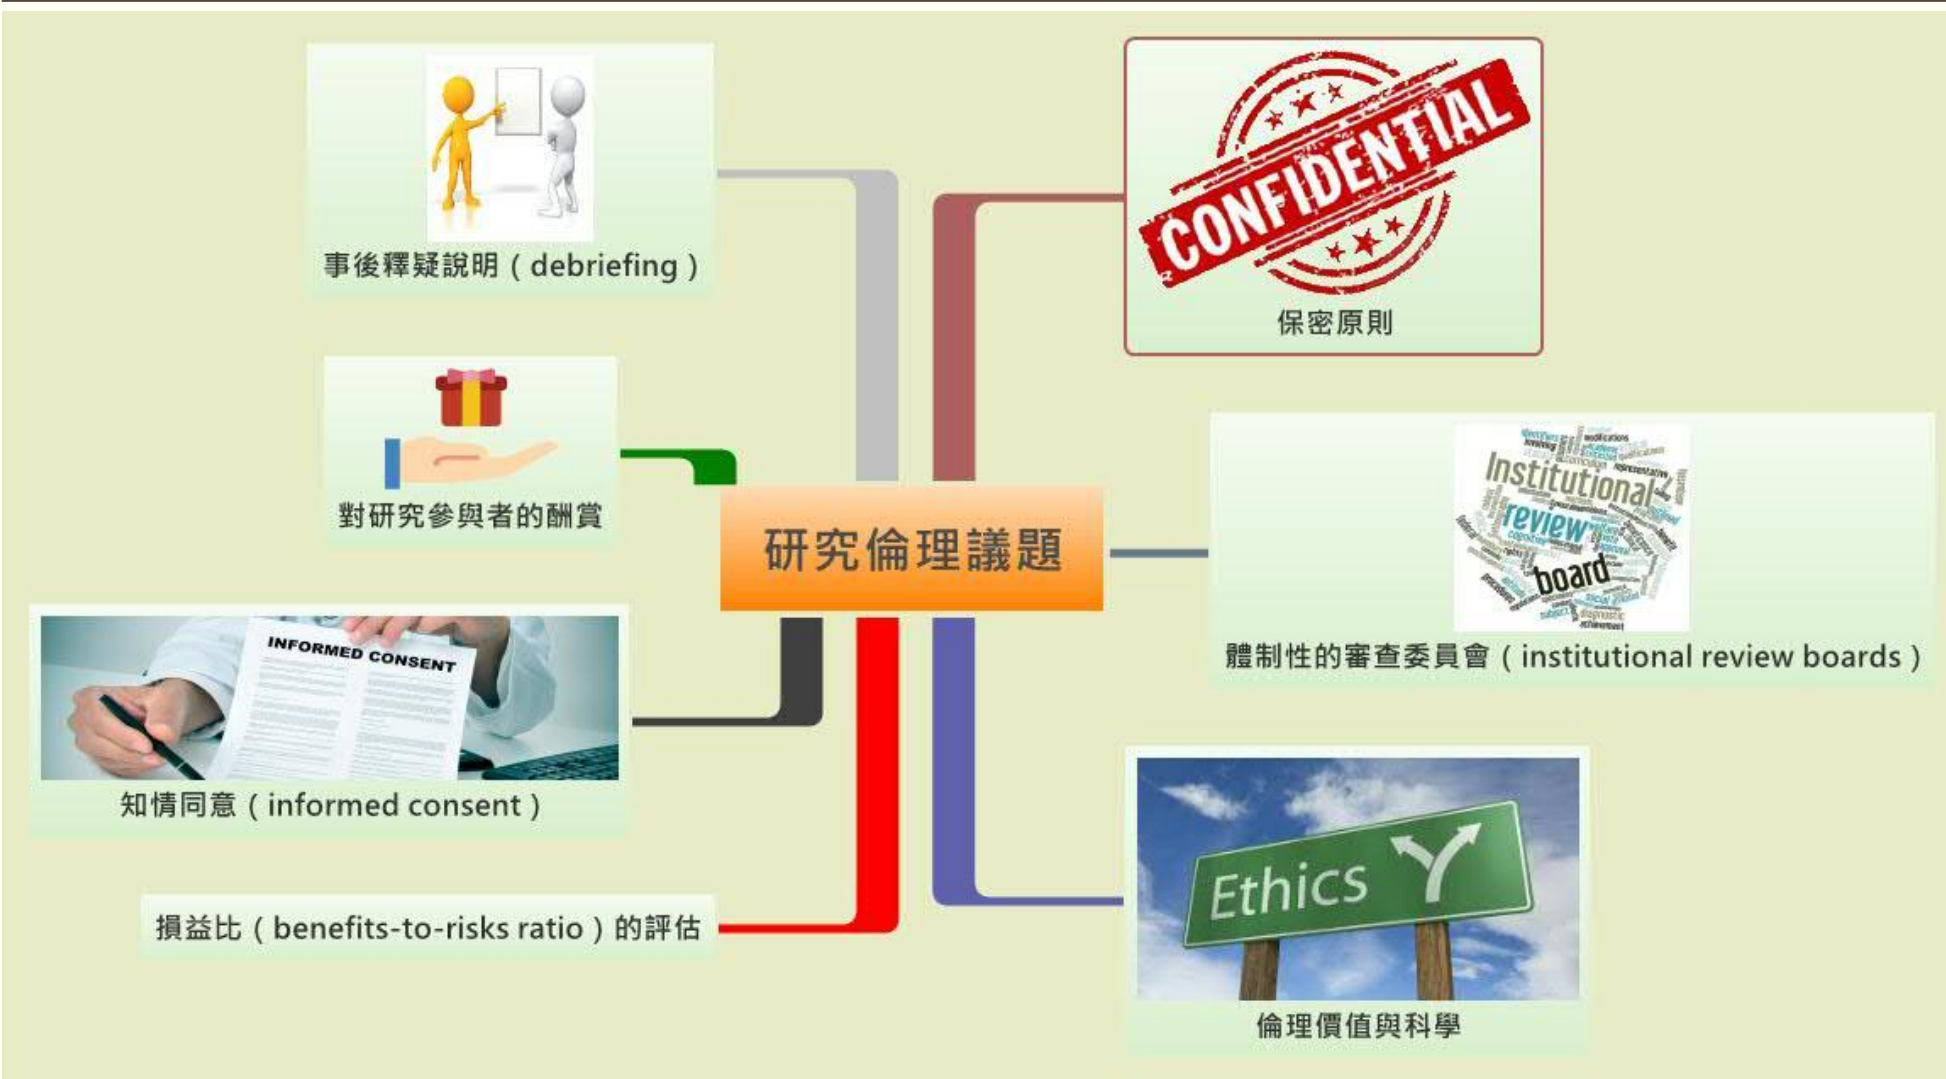 研究倫理議題
CONFIDENTIAL
保密原則
Institutional
review
board
體制性的審查委員會（institutional review boards）
Ethics
倫理價值與科學
事後釋疑說明（debriefing）
對研究參與者的酬賞
INFORMED CONSENT
知情同意（informed consent）
損益比（benefits-to-risks ratio）的評估